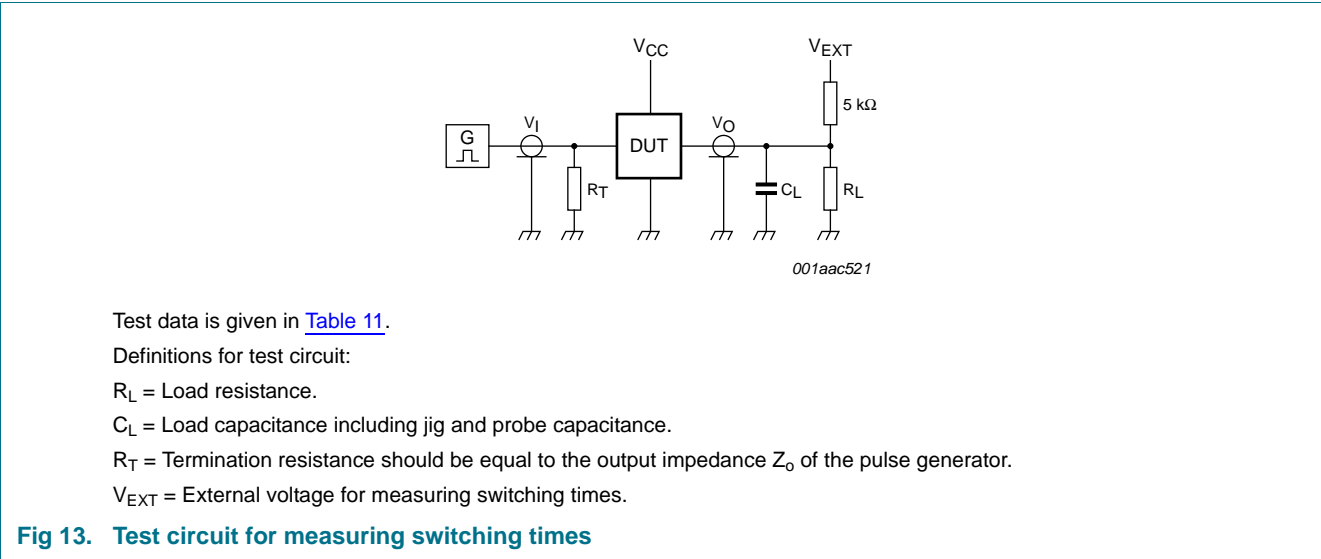 VCC VEXT
5 kΩ
G VI DUT VO
RT CL RL
001aac521
Test data is given in Table 11.
Definitions for test circuit:
RL = Load resistance.
CL = Load capacitance including jig and probe capacitance.
RT = Termination resistance should be equal to the output impedance Zo of the pulse generator.
VEXT = External voltage for measuring switching times.
Fig 13. Test circuit for measuring switching times